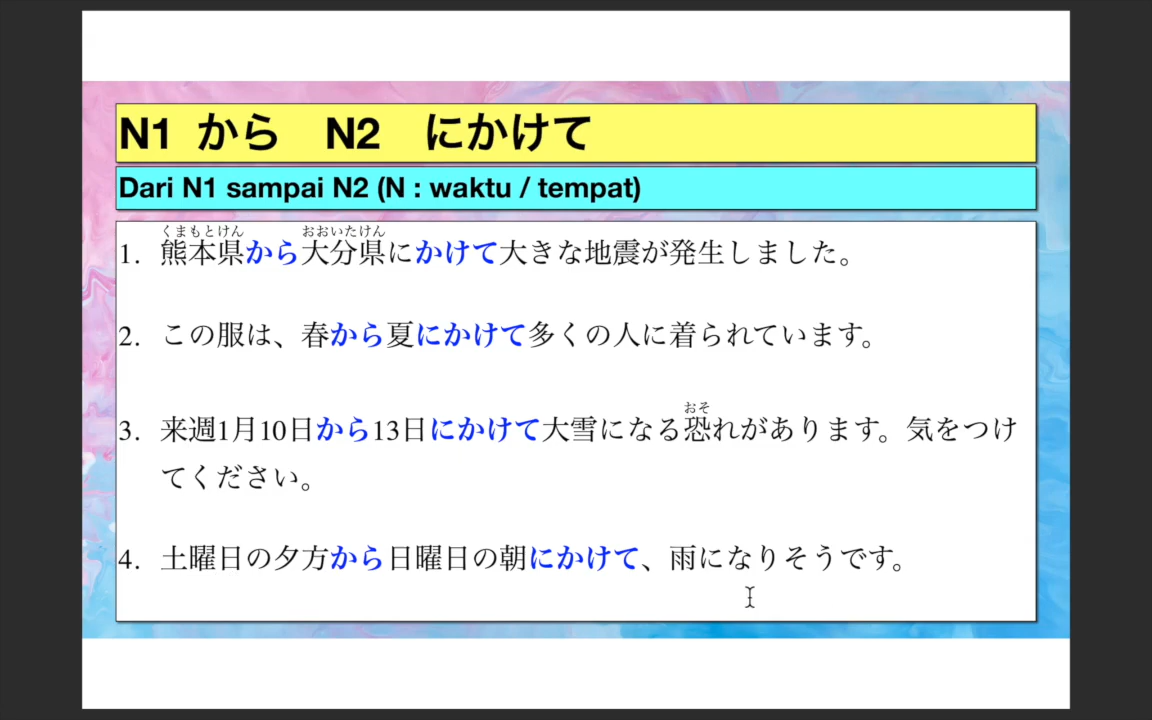 N1 から　N2　にかけて
Dari N1 sampai N2 (N : waktu / tempat)
くまもとけん　おおいたけん
1. 熊本県から大分県にかけて大きな地震が発生しました。
2. この服は、春から夏にかけて多くの人に着られています。
おそ
3. 来週1月10日から13日にかけて大雪になる恐れがあります。気をつけ
てください。
4. 土曜日の夕方から日曜日の朝にかけて、雨になりそうです。